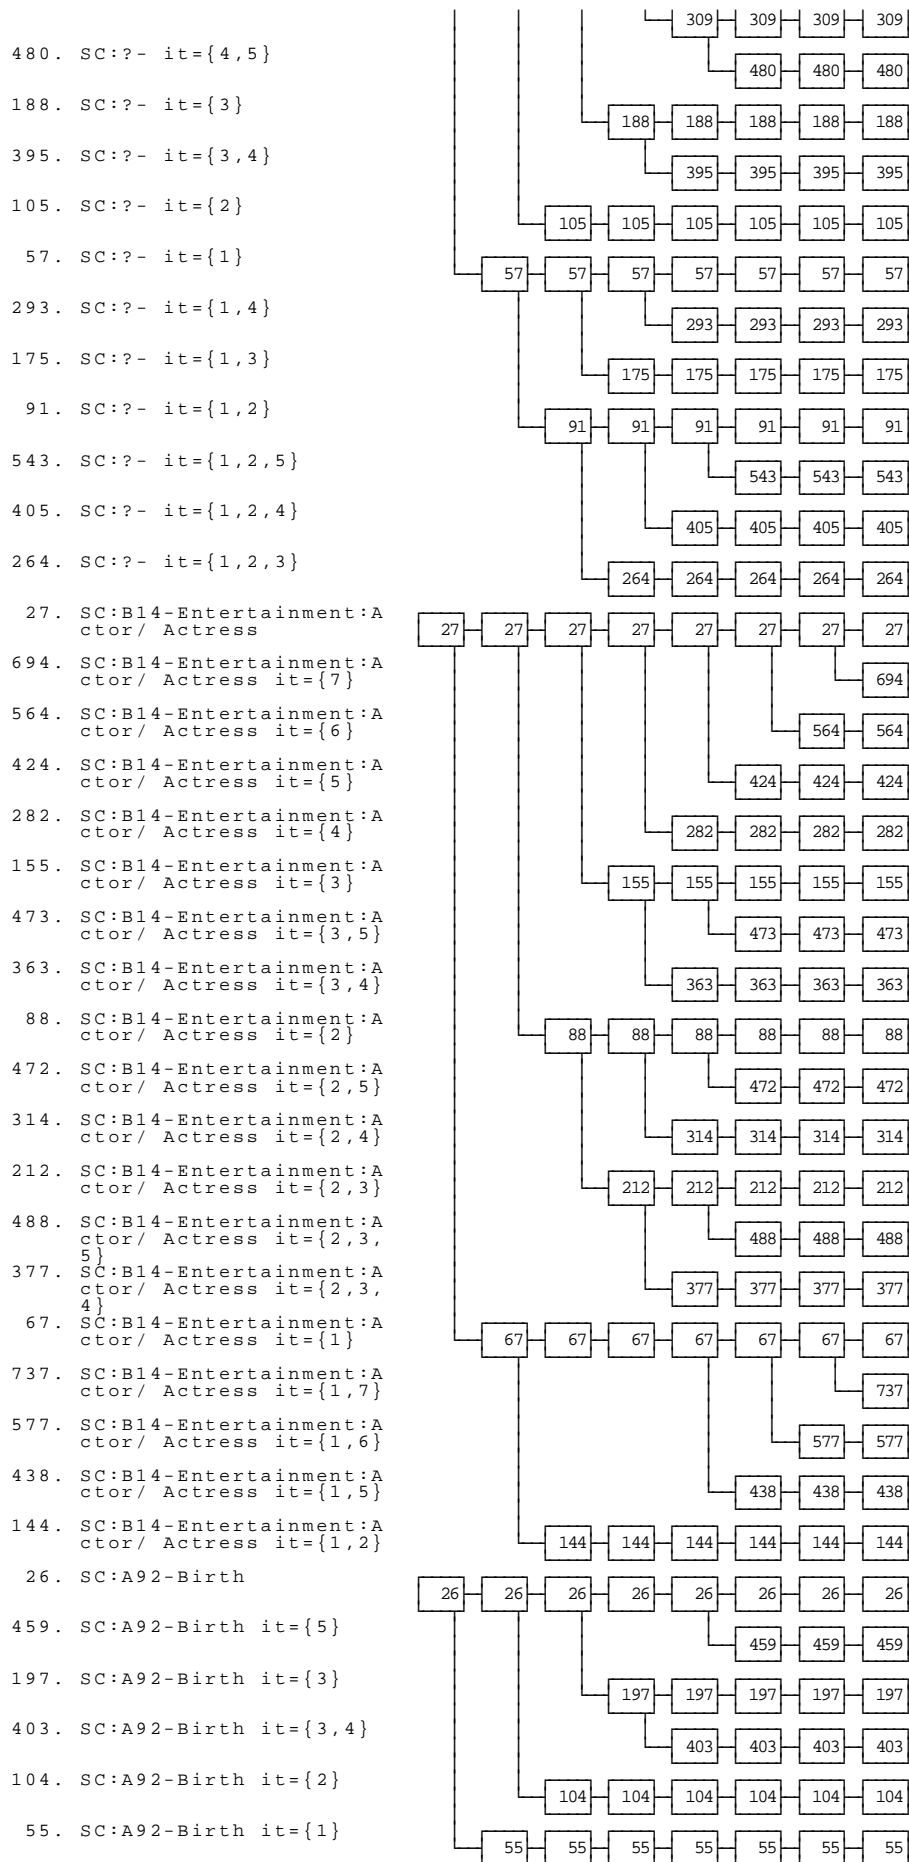 309 309 309 309
480. SC:?- it={4,5} 480 480 480
188. SC:?- it={3} 188 188 188 188 188
395. SC:?- it={3,4} 395 395 395 395
105. SC:?- it={2} 105 105 105 105 105 105
57. SC:?- it={1} 57 57 57 57 57 57 57
293. SC:?- it={1,4} 293 293 293 293
175. SC:?- it={1,3} 175 175 175 175 175
91. SC:?- it={1,2} 91 91 91 91 91 91
543. SC:?- it={1,2,5} 543 543 543
405. SC:?- it={1,2,4} 405 405 405 405
264. SC:?- it={1,2,3} 264 264 264 264 264
27. SC:B14-Entertainment:A
ctor/ Actress 27 27 27 27 27 27 27 27
694. SC:B14-Entertainment:A
ctor/ Actress it={7} 694
564. SC:B14-Entertainment:A
ctor/ Actress it={6} 564 564
424. SC:B14-Entertainment:A
ctor/ Actress it={5} 424 424 424
282. SC:B14-Entertainment:A
ctor/ Actress it={4} 282 282 282 282
155. SC:B14-Entertainment:A
ctor/ Actress it={3} 155 155 155 155 155
473. SC:B14-Entertainment:A
ctor/ Actress it={3,5} 473 473 473
363. SC:B14-Entertainment:A
ctor/ Actress it={3,4} 363 363 363 363
88. SC:B14-Entertainment:A
ctor/ Actress it={2} 88 88 88 88 88 88
472. SC:B14-Entertainment:A
ctor/ Actress it={2,5} 472 472 472
314. SC:B14-Entertainment:A
ctor/ Actress it={2,4} 314 314 314 314
212. SC:B14-Entertainment:A
ctor/ Actress it={2,3} 212 212 212 212 212
488. SC:B14-Entertainment:A
ctor/ Actress it={2,3, 488 488 488
5}
377. SC:B14-Entertainment:A
ctor/ Actress it={2,3, 377 377 377 377
4}
67. SC:B14-Entertainment:A
ctor/ Actress it={1} 67 67 67 67 67 67 67
737. SC:B14-Entertainment:A
ctor/ Actress it={1,7} 737
577. SC:B14-Entertainment:A
ctor/ Actress it={1,6} 577 577
438. SC:B14-Entertainment:A
ctor/ Actress it={1,5} 438 438 438
144. SC:B14-Entertainment:A
ctor/ Actress it={1,2} 144 144 144 144 144 144
26. SC:A92-Birth 26 26 26 26 26 26 26 26
459. SC:A92-Birth it={5} 459 459 459
197. SC:A92-Birth it={3} 197 197 197 197 197
403. SC:A92-Birth it={3,4} 403 403 403 403
104. SC:A92-Birth it={2} 104 104 104 104 104 104
55. SC:A92-Birth it={1} 55 55 55 55 55 55 55